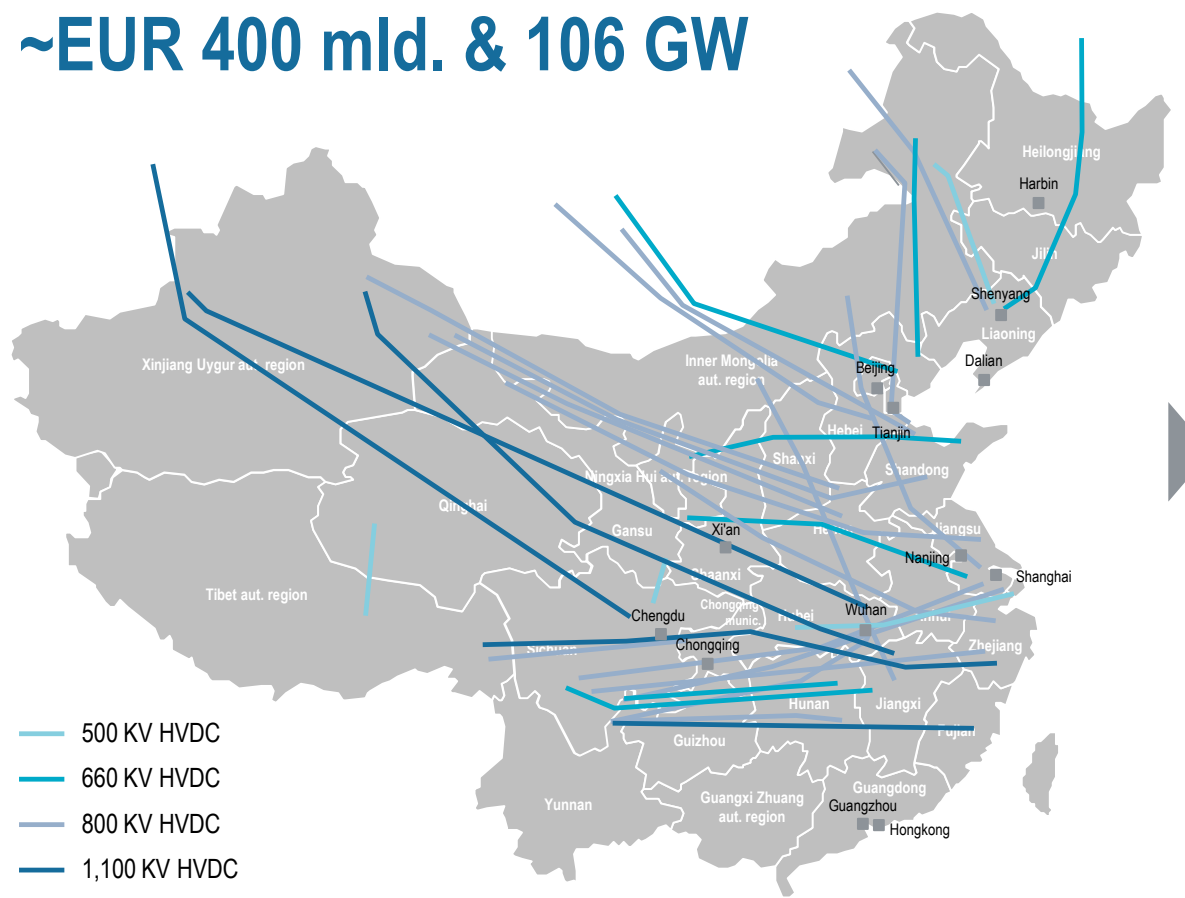 ~EUR 400 mld. & 106 GW
Heilongjiang
Harbin
Jilin
Shenyang
Liaoning
Xinjiang Uygur aut. region
Inner Mongolia
aut. region
Beijing
Dalian
Hebei
Tianjin
Shanxi
Shandong
Ningxia Hui aut. region
Qinghai
Gansu
Xi'an
Jiangsu
Nanjing
Shanghai
Shaanxi
Tibet aut. region
Chongqing
munic.
Hubei
Wuhan
Chengdu
Zhejiang
Sichuan
Chongqing
Hunan
Jiangxi
Guizhou
Fujian
Yunnan
Guangxi Zhuang
aut. region
Guangdong
Guangzhou
Hongkong
500 KV HVDC
660 KV HVDC
800 KV HVDC
1,100 KV HVDC